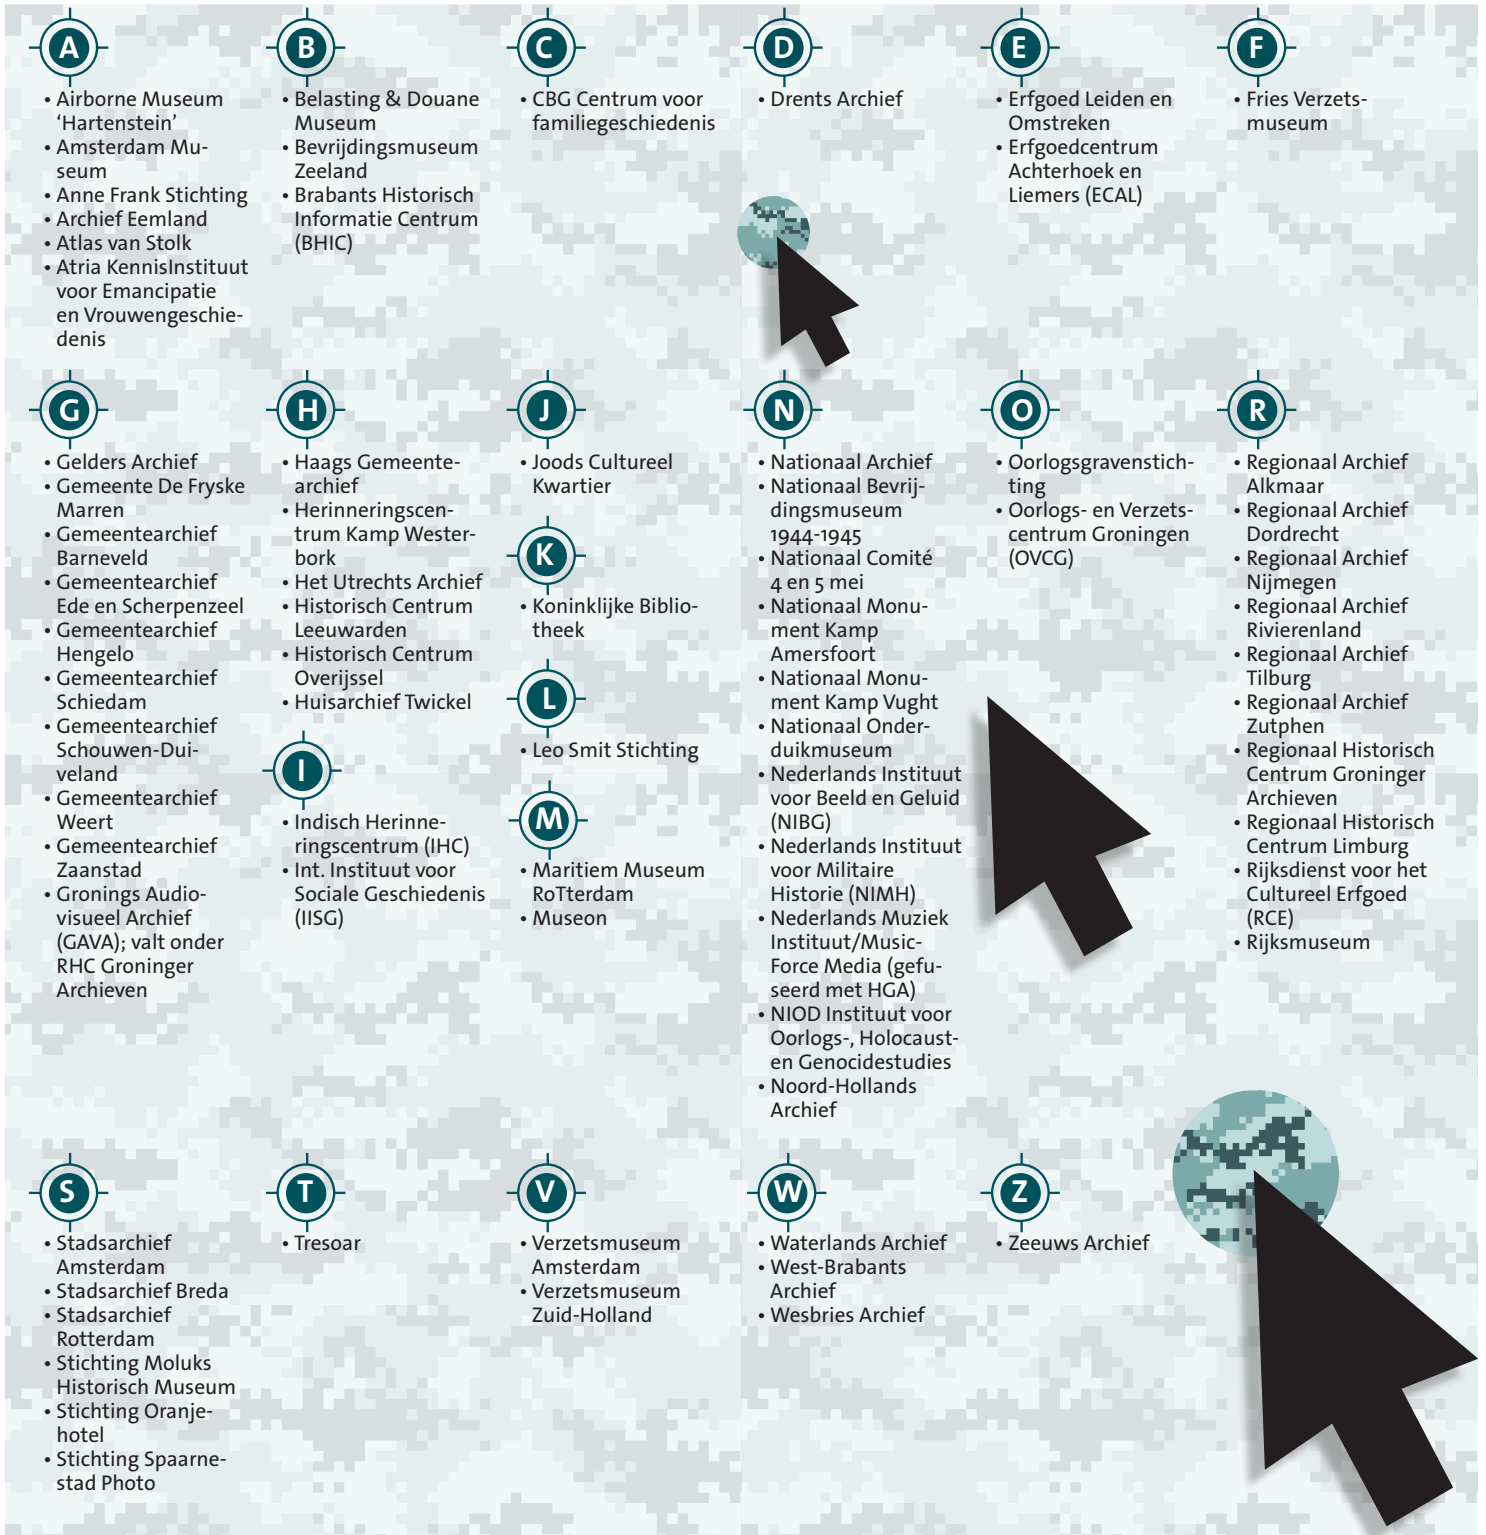 A
• Airborne Museum
‘Hartenstein’
• Amsterdam Mu-
seum
• Anne Frank Stichting
• Archief Eemland
• Atlas van Stolk
• Atria KennisInstituut
voor Emancipatie
en Vrouwengeschie-
denis
B
• Belasting & Douane
Museum
• Bevrijdingsmuseum
Zeeland
• Brabants Historisch
Informatie Centrum
(BHIC)
C
• CBG Centrum voor
familiegeschiedenis
D
• Drents Archief
E
• Erfgoed Leiden en
Omstreken
• Erfgoedcentrum
Achterhoek en
Liemers (ECAL)
F
• Fries Verzets-
museum
G
• Gelders Archief
• Gemeente De Fryske
Marren
• Gemeentearchief
Barneveld
• Gemeentearchief
Ede en Scherpenzeel
• Gemeentearchief
Hengelo
• Gemeentearchief
Schiedam
• Gemeentearchief
Schouwen-Dui-
veland
• Gemeentearchief
Weert
• Gemeentearchief
Zaanstad
• Gronings Audio-
visueel Archief
(GAVA); valt onder
RHC Groninger
Archieven
H
• Haags Gemeente-
archief
• Herinneringscen-
trum Kamp Wester-
bork
• Het Utrechts Archief
• Historisch Centrum
Leeuwarden
• Historisch Centrum
Overijssel
• Huisarchief Twickel
I
• Indisch Herinne-
ringscentrum (IHC)
• Int. Instituut voor
Sociale Geschiedenis
(IISG)
J
• Joods Cultureel
Kwartier
K
• Koninklijke Biblio-
theek
L
• Leo Smit Stichting
M
• Maritiem Museum
RoTterdam
• Museon
N
• Nationaal Archief
• Nationaal Bevrij-
dingsmuseum
1944-1945
• Nationaal Comité
4 en 5 mei
• Nationaal Monu-
ment Kamp
Amersfoort
• Nationaal Monu-
ment Kamp Vught
• Nationaal Onder-
duikmuseum
• Nederlands Instituut
voor Beeld en Geluid
(NIBG)
• Nederlands Instituut
voor Militaire
Historie (NIMH)
• Nederlands Muziek
Instituut/Music-
Force Media (gefu-
seerd met HGA)
• NIOD Instituut voor
Oorlogs-, Holocaust-
en Genocidestudies
• Noord-Hollands
Archief
O
• Oorlogsgravenstich-
ting
• Oorlogs- en Verzets-
centrum Groningen
(OVCG)
R
• Regionaal Archief
Alkmaar
• Regionaal Archief
Dordrecht
• Regionaal Archief
Nijmegen
• Regionaal Archief
Rivierenland
• Regionaal Archief
Tilburg
• Regionaal Archief
Zutphen
• Regionaal Historisch
Centrum Groninger
Archieven
• Regionaal Historisch
Centrum Limburg
• Rijksdienst voor het
Cultureel Erfgoed
(RCE)
• Rijksmuseum
S
• Stadsarchief
Amsterdam
• Stadsarchief Breda
• Stadsarchief
Rotterdam
• Stichting Moluks
Historisch Museum
• Stichting Oranje-
hotel
• Stichting Spaarne-
stad Photo
T
• Tresoar
V
• Verzetsmuseum
Amsterdam
• Verzetsmuseum
Zuid-Holland
W
• Waterlands Archief
• West-Brabants
Archief
• Wesbries Archief
Z
• Zeeuws Archief